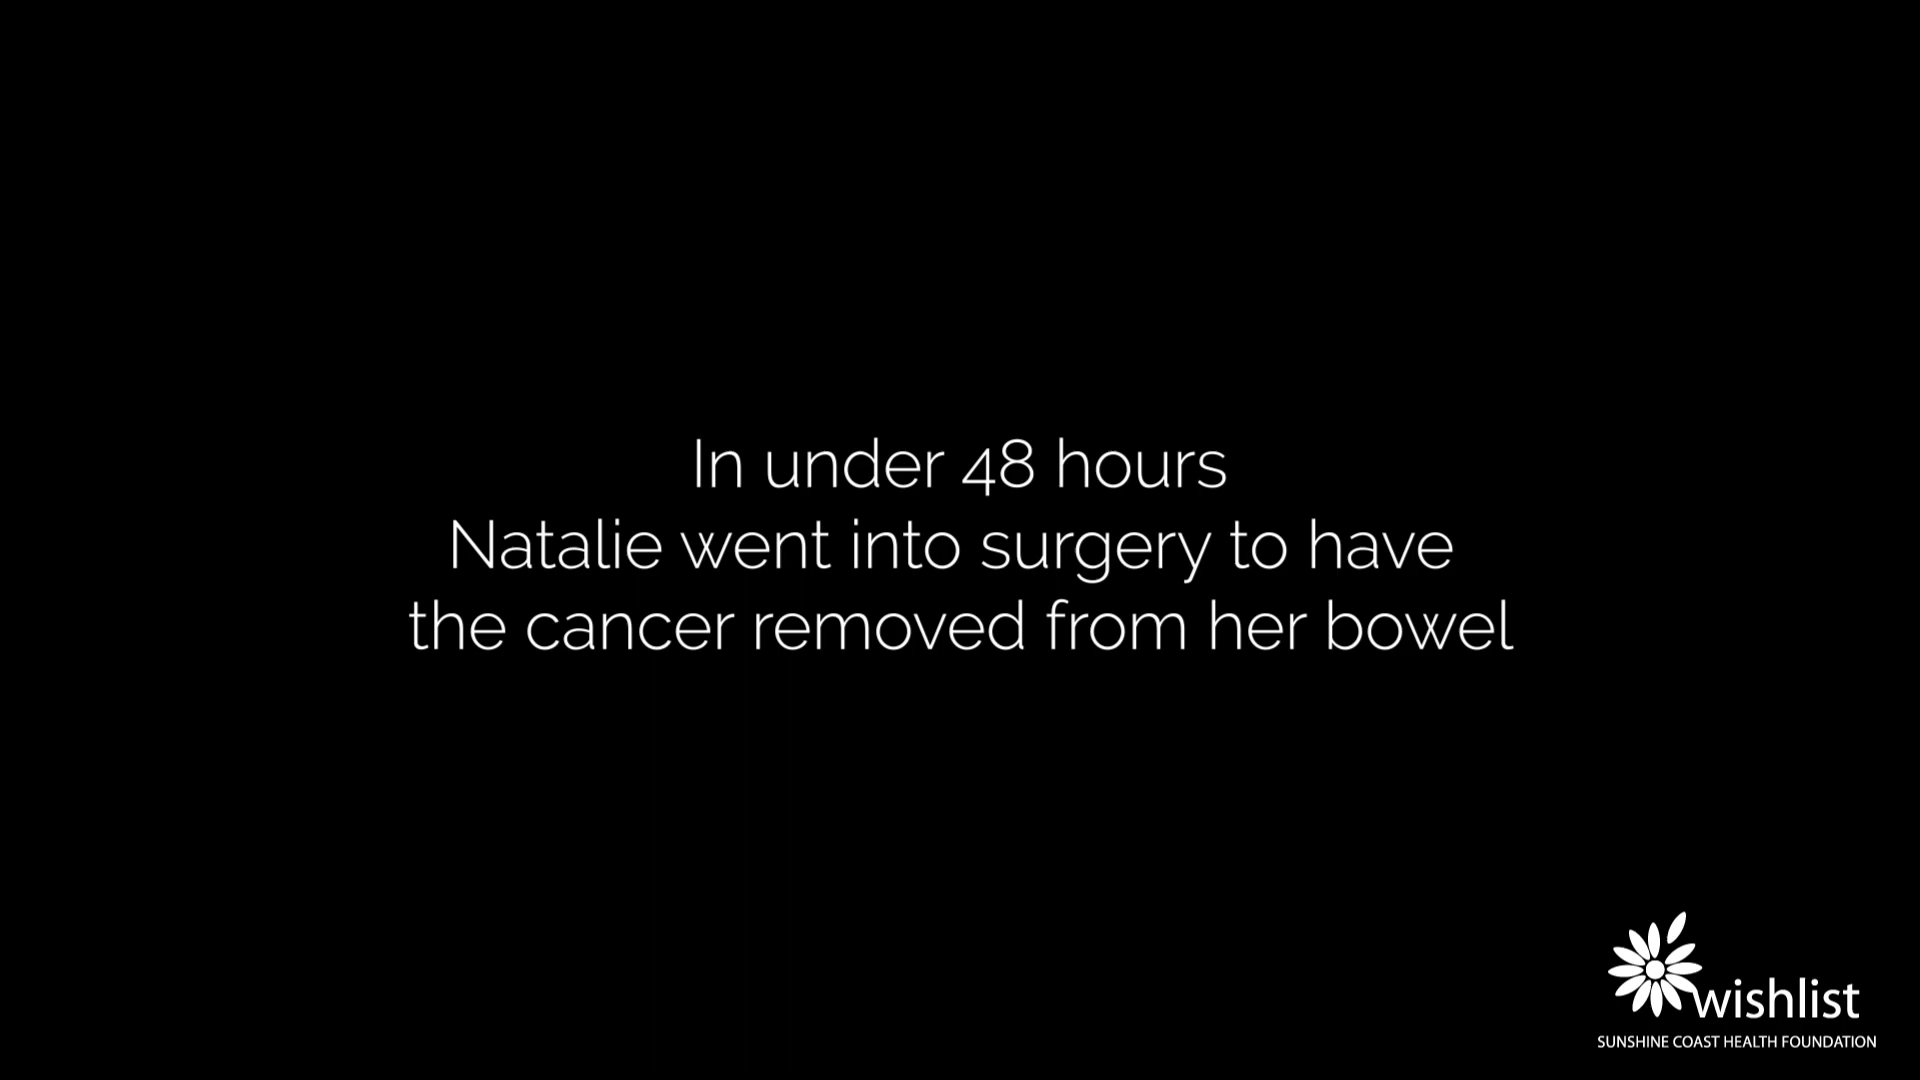 In under 48 hours
Natalie went into surgery to have
the cancer removed from her bowel
wishlist
SUNSHINE COAST HEALTH FOUNDATION